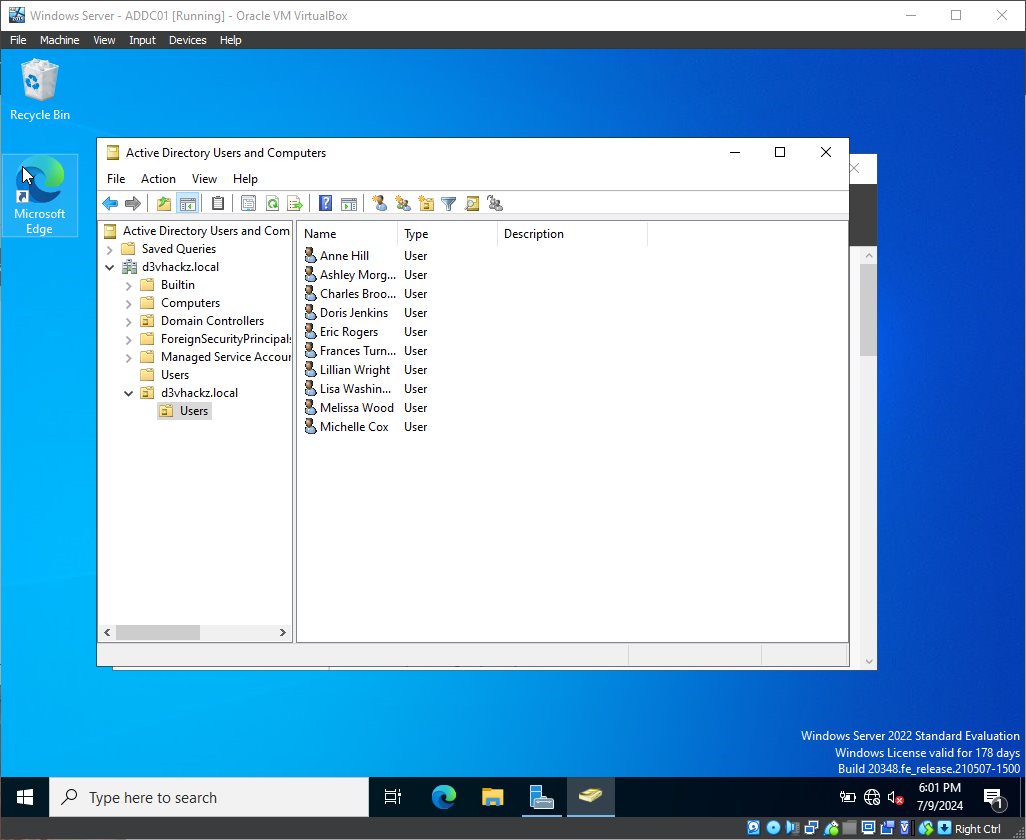 Windows Server - ADDC01 [Running] - Oracle VM VirtualBox
File Machine View Input Devices Help
Recycle Bin
Microsoft
Edge
Active Directory Users and Computers
File Action View Help
Active Directory Users and Com
Saved Queries
d3vhackz.local
Builtin
Computers
Domain Controllers
ForeignSecurityPrincipals
Managed Service Accour
Users
d3vhackz.local
Users
Name Type Description
Anne Hill User
Ashley Morg... User
Charles Broo... User
Doris Jenkins User
Eric Rogers User
Frances Turn... User
Lillian Wright User
Lisa Washin... User
Melissa Wood User
Michelle Cox User
Windows Server 2022 Standard Evaluation
Windows License valid for 178 days
Build 20348.fe_release.210507-1500
Type here to search
6:01 PM
7/9/2024
1
Right Ctrl